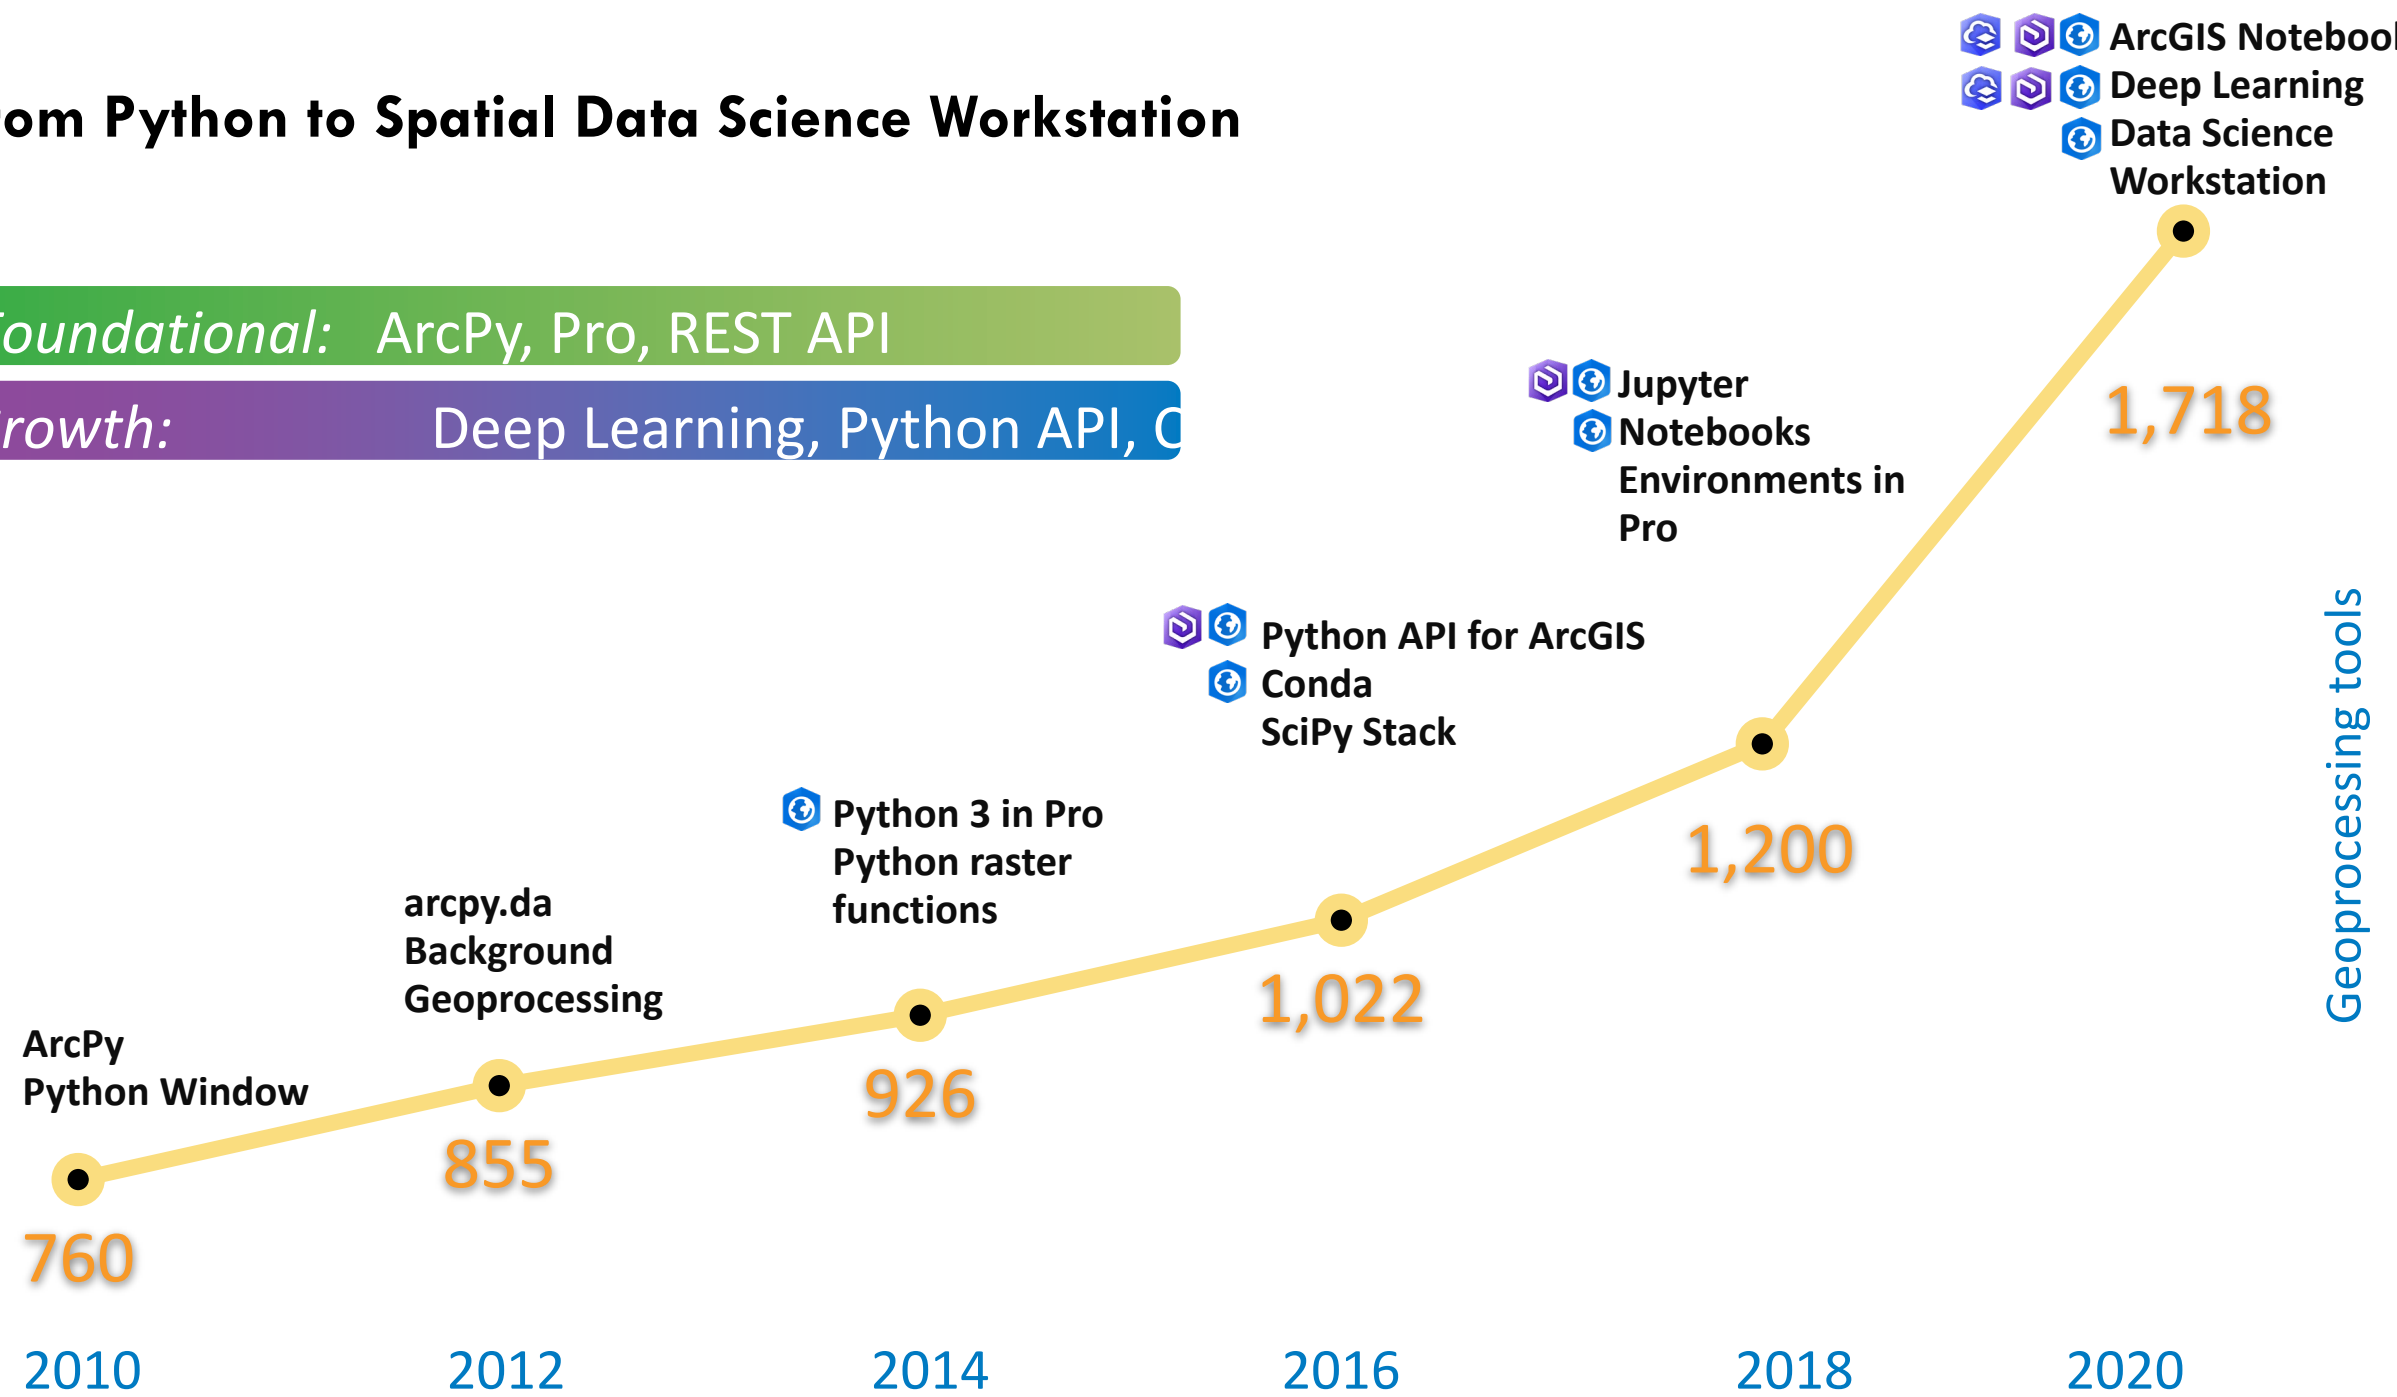 om Python to Spatial Data Science Workstation
oundational: ArcPy, Pro, REST API
rowth: Deep Learning, Python API, C
ArcGIS Notebook
Deep Learning
Data Science
Workstation
1,718
Jupyter
Notebooks
Environments in
Pro
1,200
Python API for ArcGIS
Conda
SciPy Stack
1,022
Python 3 in Pro
Python raster
functions
926
arcpy.da
Background
Geoprocessing
855
ArcPy
Python Window
760
Geoprocessing tools
2010 2012 2014 2016 2018 2020